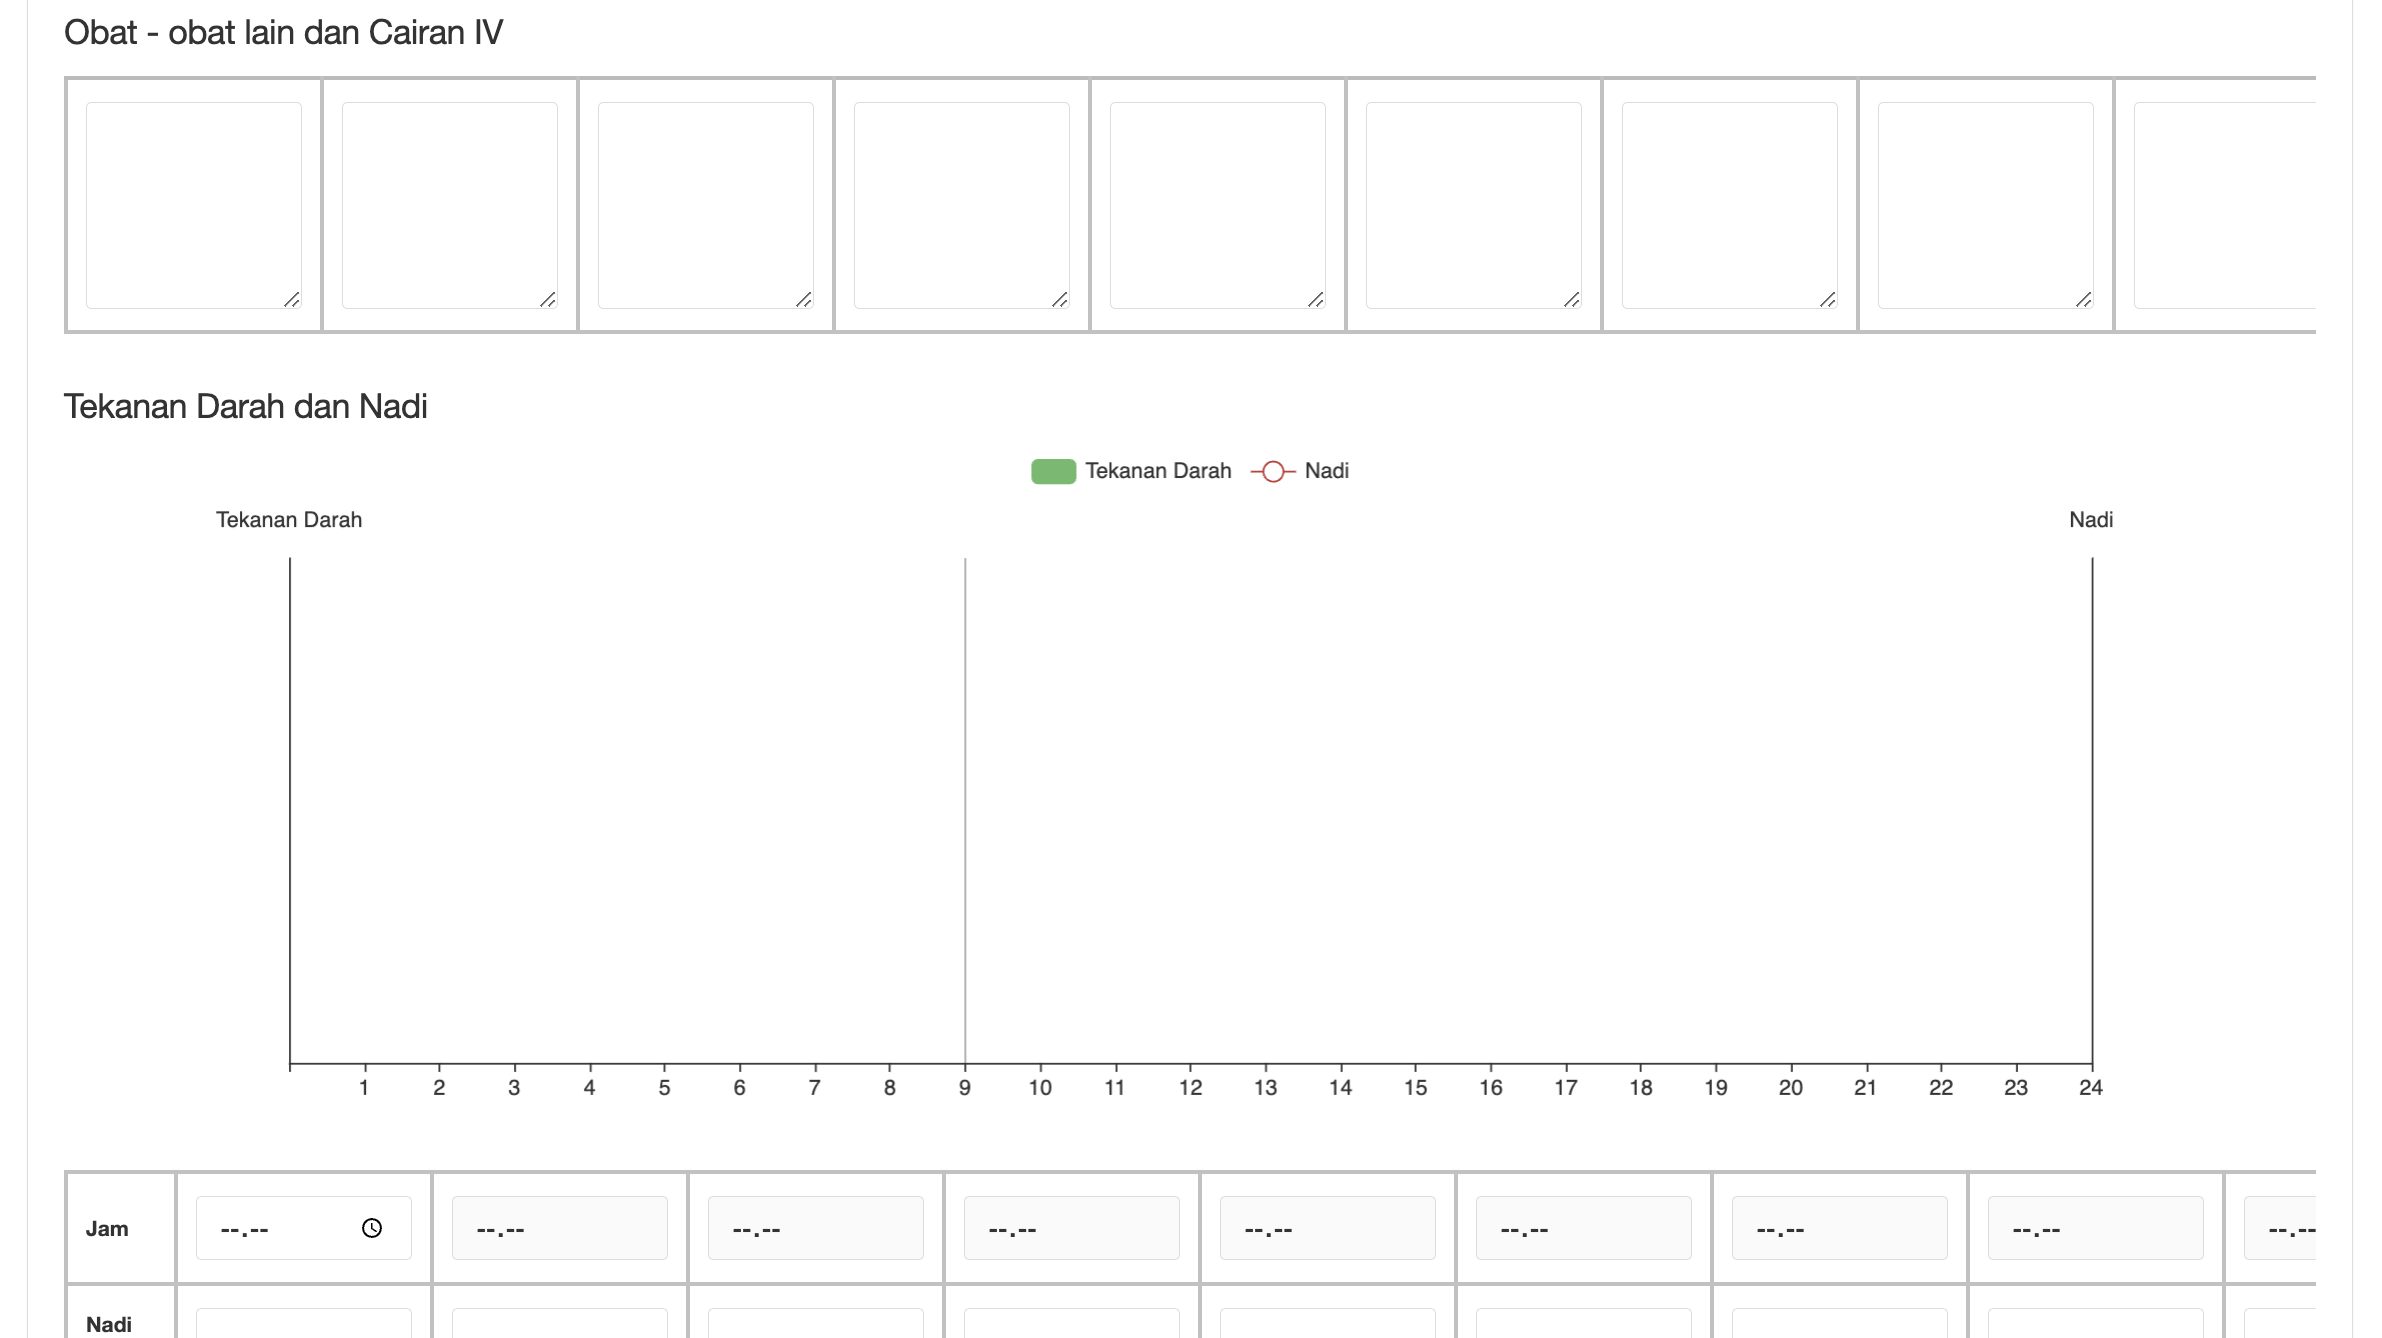 Obat - obat lain dan Cairan IV
Tekanan Darah dan Nadi
Tekanan Darah Nadi
Tekanan Darah Nadi
1 2 3 4 5 6 7 8 9 10 11 12 13 14 15 16 17 18 19 20 21 22 23 24
Jam --.-- --.-- --.-- --.-- --.-- --.-- --.-- --.-- --.--
Nadi